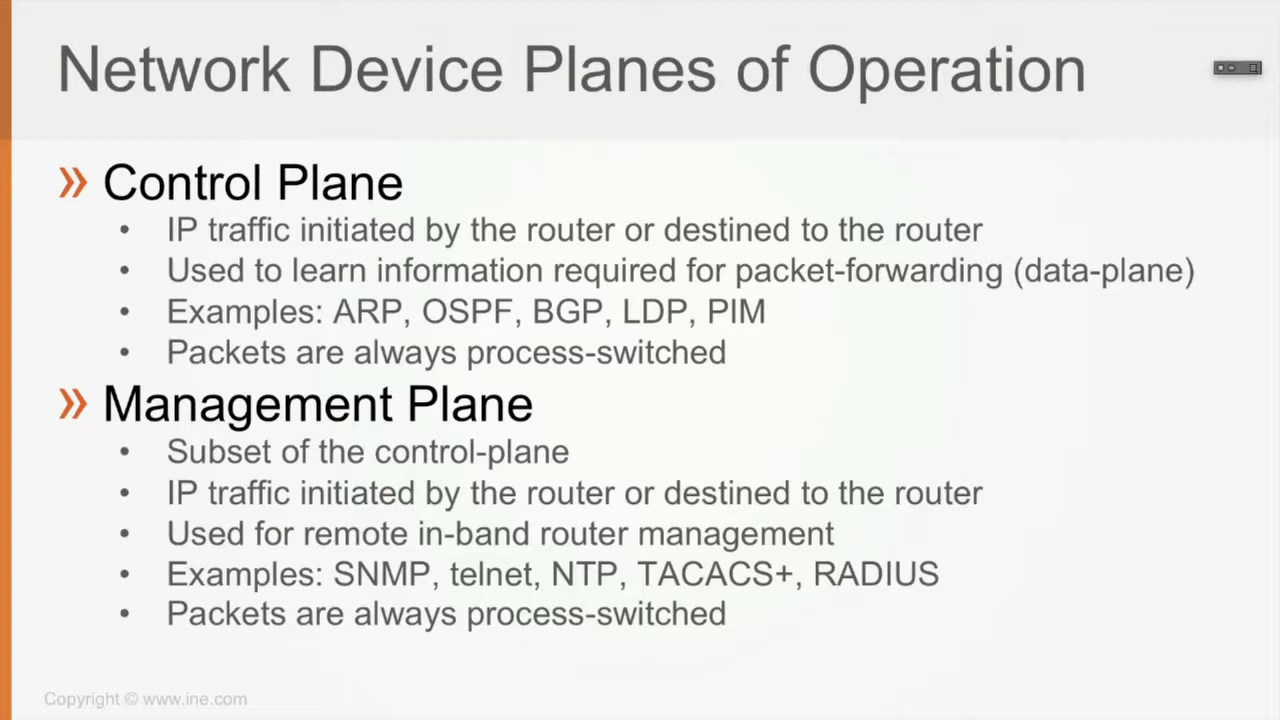 Network Device Planes of Operation
» Control Plane
• IP traffic initiated by the router or destined to the router
• Used to learn information required for packet-forwarding (data-plane)
• Examples: ARP, OSPF, BGP, LDP, PIM
• Packets are always process-switched
» Management Plane
• Subset of the control-plane
• IP traffic initiated by the router or destined to the router
• Used for remote in-band router management
• Examples: SNMP, telnet, NTP, TACACS+, RADIUS
• Packets are always process-switched
Copyright © www.ine.com